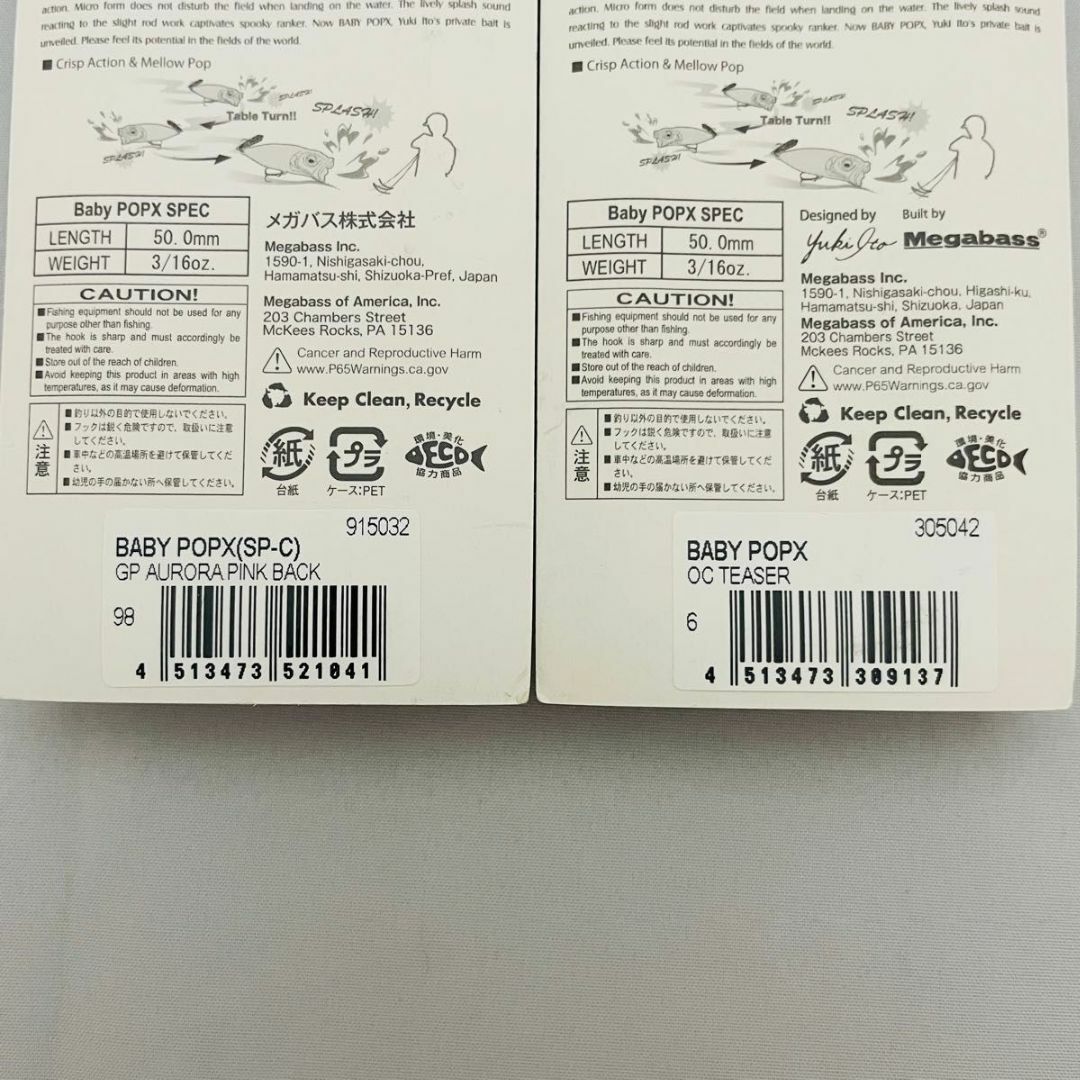 action. Micro form does not disturb the field when landing on the water. The lively splash sound
reacting to the slight rod work captivates spooky ranker. Now BABY POPX, Yuki Ito's private bait is
unveiled. Please feel its potential in the fields of the world.
■ Crisp Action & Mellow Pop
SPLASH!
SPLASH!
Table Turn!!
SPLASH!
Baby POPX SPEC
LENGTH 50.0mm
WEIGHT 3/16oz.
CAUTION!
■Fishing equipment should not be used for any
purpose other than fishing.
■The hook is sharp and must accordingly be
treated with care.
■Store out of the reach of children.
■Avoid keeping this product in areas with high
temperatures, as it may cause deformation.
注意
■釣り以外の目的で使用しないでください。
■フックは鋭く危険ですので、取扱いに注意
してください。
■車中などの高温場所を避けて保管してくだ
さい。
■幼児の手の届かない所へ保管してください。
メガバス株式会社
Megabass Inc.
1590-1, Nishigasaki-chou,
Hamamatsu-shi, Shizuoka-Pref, Japan
Megabass of America, Inc.
203 Chambers Street
McKees Rocks, PA 15136
Cancer and Reproductive Harm
www.P65Warnings.ca.gov
Keep Clean, Recycle
紙
台紙
プラ
ケース:PET
環境・美化
ECO
協力商品
915032
BABY POPX(SP-C)
GP AURORA PINK BACK
98
4 513473 521041
action. Micro form does not disturb the field when landing on the water. The lively splash sound
reacting to the slight rod work captivates spooky ranker. Now BABY POPX, Yuki Ito's private bait is
unveiled. Please feel its potential in the fields of the world.
■ Crisp Action & Mellow Pop
SPLASH!
SPLASH!
Table Turn!!
SPLASH!
Baby POPX SPEC
LENGTH 50.0mm
WEIGHT 3/16oz.
CAUTION!
■Fishing equipment should not be used for any
purpose other than fishing.
■The hook is sharp and must accordingly be
treated with care.
■Store out of the reach of children.
■Avoid keeping this product in areas with high
temperatures, as it may cause deformation.
注意
■釣り以外の目的で使用しないでください。
■フックは鋭く危険ですので、取扱いに注意
してください。
■車中などの高温場所を避けて保管してくだ
さい。
■幼児の手の届かない所へ保管してください。
Designed by Built by
Yuki Ito Megabass®
Megabass Inc.
1590-1, Nishigasaki-chou, Higashi-ku,
Hamamatsu-shi, Shizuoka, Japan
Megabass of America, Inc.
203 Chambers Street
Mckees Rocks, PA 15136
Cancer and Reproductive Harm
www.P65Warnings.ca.gov
Keep Clean, Recycle
紙
台紙
プラ
ケース:PET
環境・美化
ECO
協力商品
305042
BABY POPX
OC TEASER
6
4 513473 309137